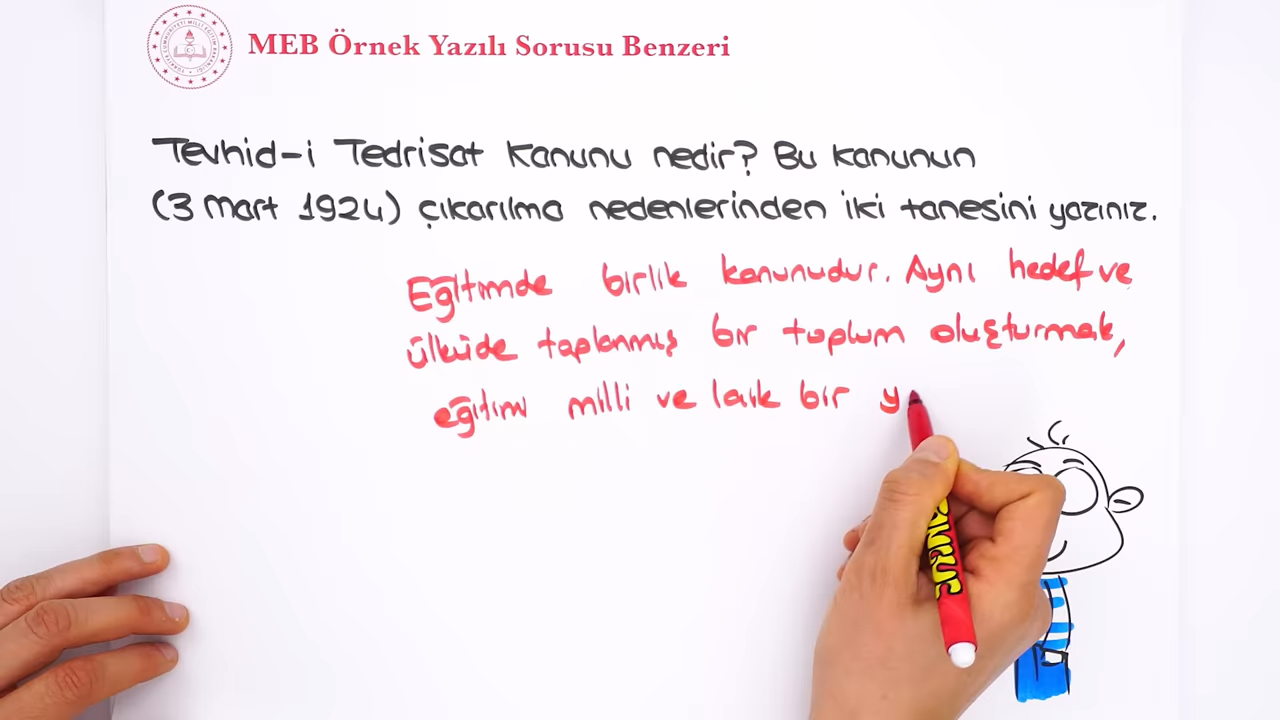 MEB Örnek Yazılı Sorusu Benzeri
Tevhid-i Tedrisat Kanunu nedir? Bu kanunun
(3 Mart 1924) çıkarılma nedenlerinden iki tanesini yazınız.
Eğitimde birlik kanunudur. Aynı hedef ve
ülküde toplanmış bir toplum oluşturmak,
eğitimi milli ve laik bir y